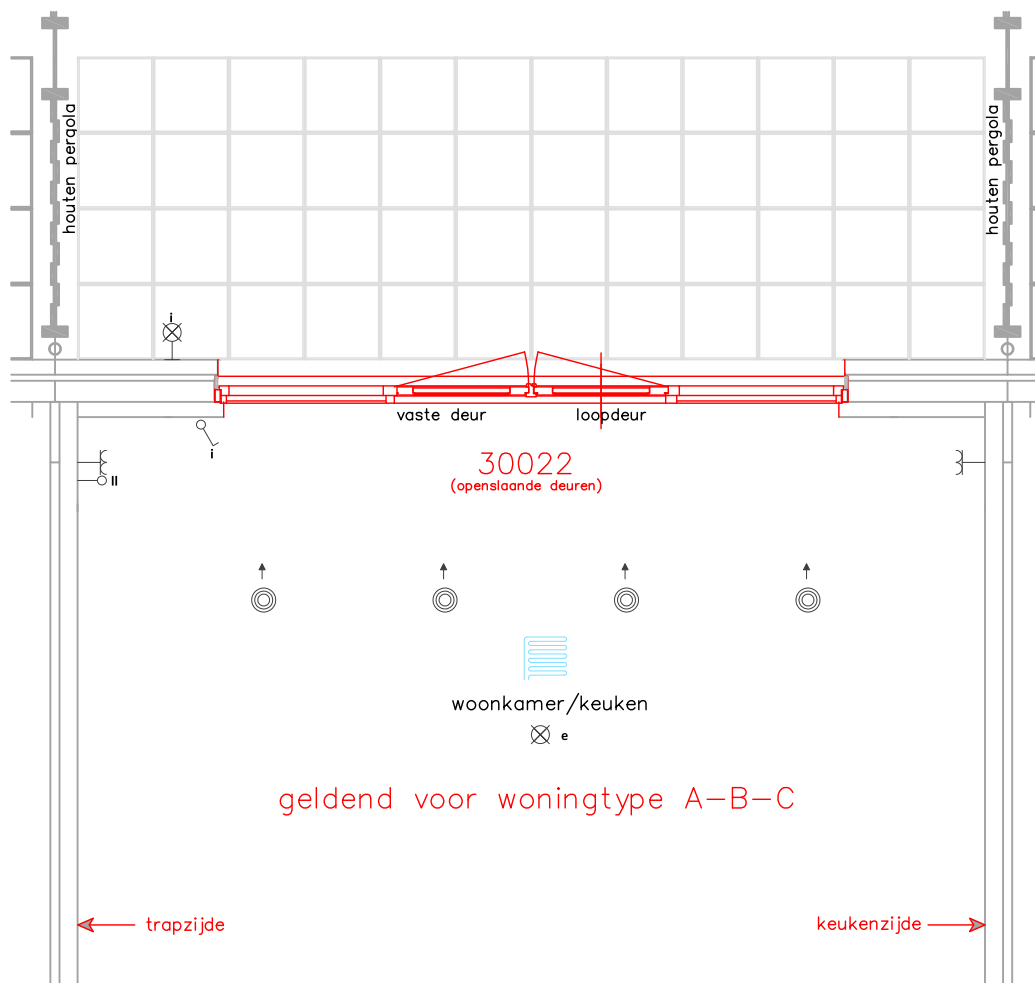 houten pergola
houten pergola
i
vaste deur
loopdeur
i
II
30022
(openslaande deuren)
woonkamer/keuken
e
geldend voor woningtype A-B-C
trapzijde
keukenzijde